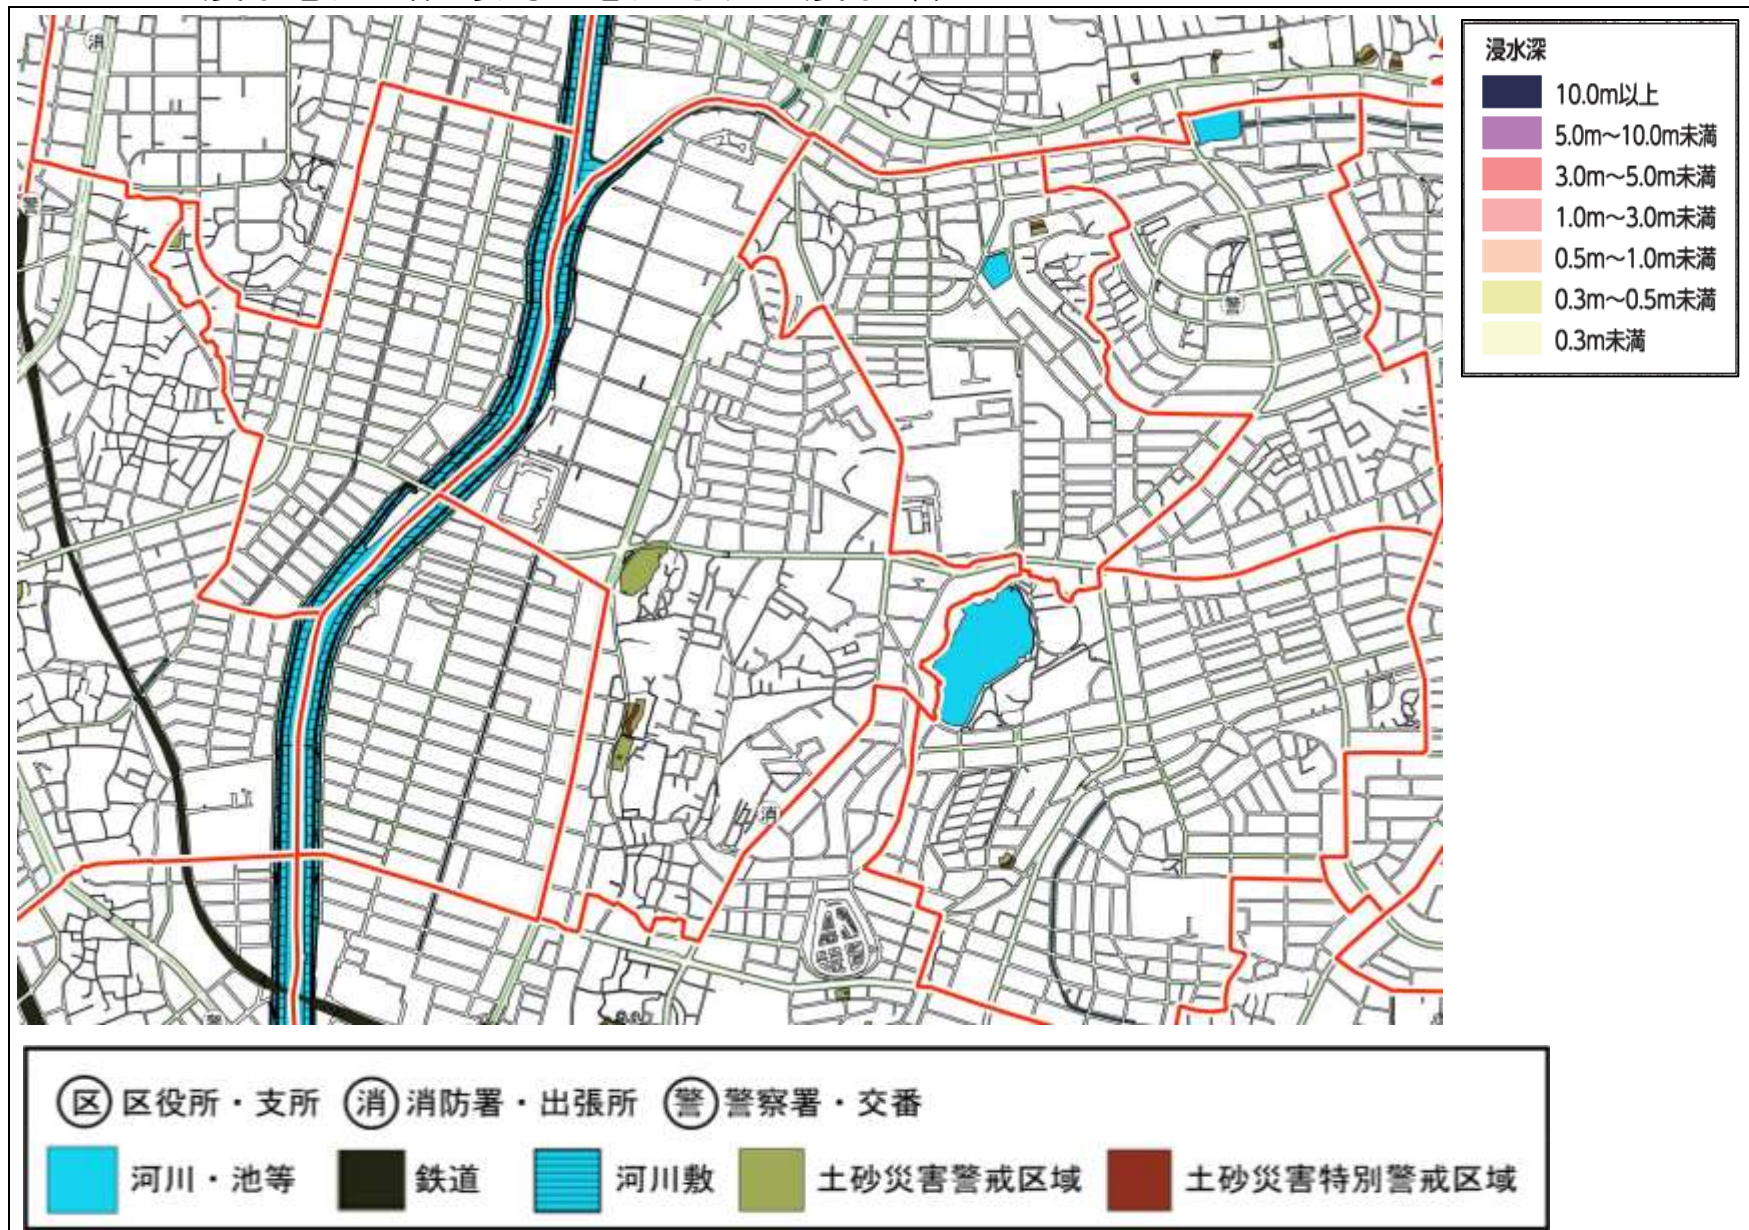 消
警
警
消
警
浸水深
10.0m以上
5.0m～10.0m未満
3.0m～5.0m未満
1.0m～3.0m未満
0.5m～1.0m未満
0.3m～0.5m未満
0.3m未満
区 区役所・支所 消 消防署・出張所 警 警察署・交番
河川・池等 鉄道 河川敷 土砂災害警戒区域 土砂災害特別警戒区域